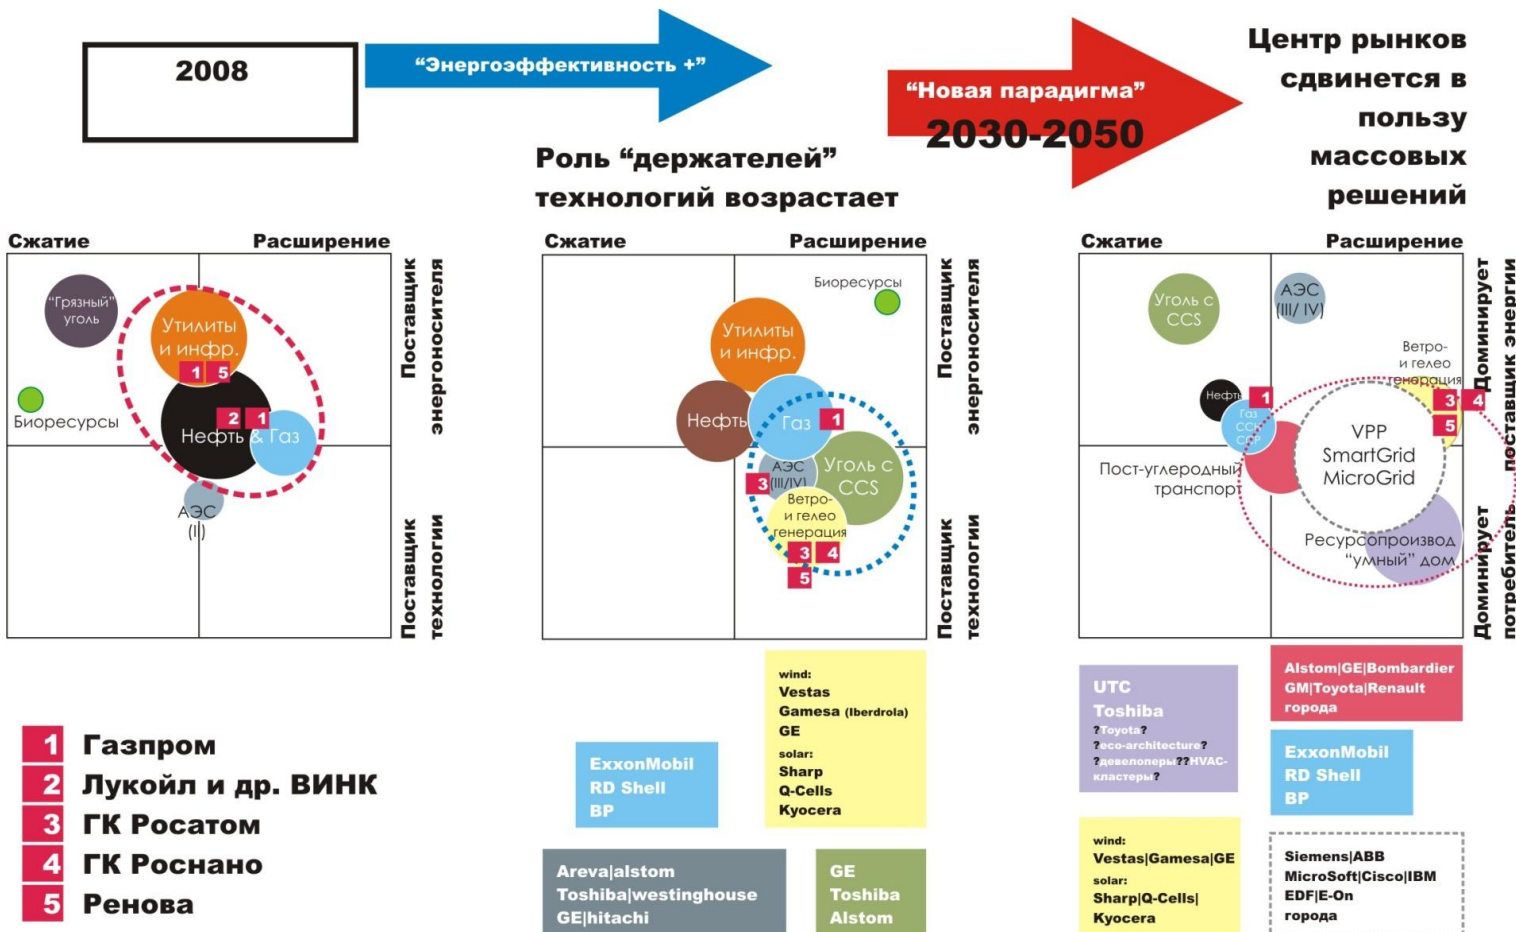 2008
“Энергоэффективность +”
“Новая парадигма”
2030-2050
Центр рынков
сдвинется в
пользу
массовых
решений
Роль “держателей”
технологий возрастает
Сжатие
Расширение
“Грязный”
уголь
Утилиты
и инфр.
1 5
2 1
Нефть & Газ
Биоресурсы
АЭС
(II)
Поставщик
энергоносителя
Поставщик
технологии
Сжатие
Расширение
Биоресурсы
Утилиты
и инфр.
Нефть
Газ
1
АЭС
(III/IV)
3
Уголь с
CCS
Ветро-
и гелео
генерация
3 4
5
Поставщик
энергоносителя
Поставщик
технологии
Сжатие
Расширение
Уголь с
CCS
АЭС
(III/ IV)
Ветро-
и гелео
генерация
3 4
5
Нефть
1
Газ
VPP
SmartGrid
MicroGrid
Пост-углеродный
транспорт
Ресурсопроизвод
“умный” дом
Доминирует
поставщик энергии
Доминирует
потребитель
1 Газпром
2 Лукойл и др. ВИНК
3 ГК Росатом
4 ГК Роснано
5 Ренова
ExxonMobil
RD Shell
BP
wind:
Vestas
Gamesa (Iberdrola)
GE
solar:
Sharp
Q-Cells
Kyocera
Areva|alstom
Toshiba|westinghouse
GE|hitachi
GE
Toshiba
Alstom
UTC
Toshiba
?Toyota?
?eco-architecture?
?девелоперы??HVAC-
кластеры?
Alstom|GE|Bombardier
GM|Toyota|Renault
города
ExxonMobil
RD Shell
BP
wind:
Vestas|Gamesa|GE
solar:
Sharp|Q-Cells|
Kyocera
Siemens|ABB
MicroSoft|Cisco|IBM
EDF|E-On
города